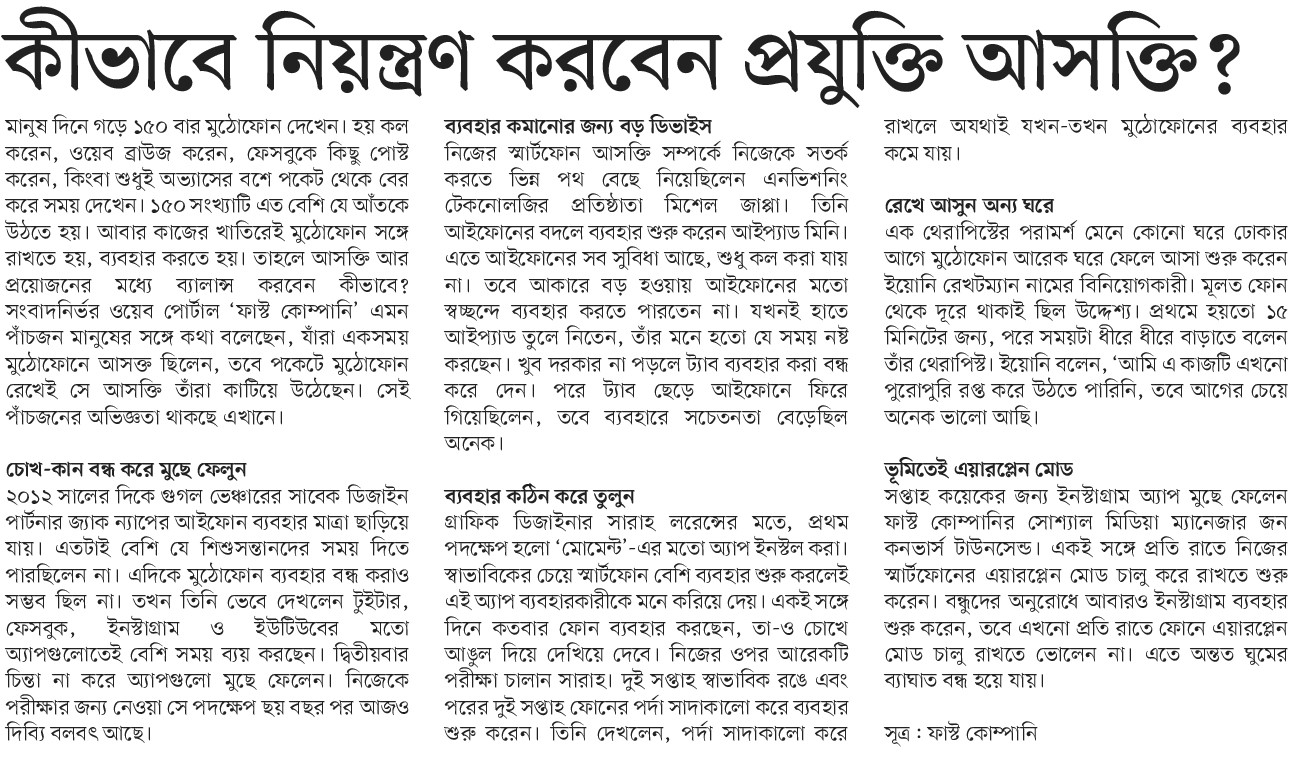 কীভাবে নিয়ন্ত্রণ করবেন প্রযুক্তি আসক্তি?
মানুষ দিনে গড়ে ১৫০ বার মুঠোফোন দেখেন। হয় কল
করেন, ওয়েব ব্রাউজ করেন, ফেসবুকে কিছু পোস্ট
করেন, কিংবা শুধুই অভ্যাসের বশে পকেট থেকে বের
করে সময় দেখেন। ১৫০ সংখ্যাটি এত বেশি যে আঁতকে
উঠতে হয়। আবার কাজের খাতিরেই মুঠোফোন সঙ্গে
রাখতে হয়, ব্যবহার করতে হয়। তাহলে আসক্তি আর
প্রয়োজনের মধ্যে ব্যালান্স করবেন কীভাবে?
সংবাদনির্ভর ওয়েব পোর্টাল ‘ফাস্ট কোম্পানি’ এমন
পাঁচজন মানুষের সঙ্গে কথা বলেছেন, যাঁরা একসময়
মুঠোফোনে আসক্ত ছিলেন, তবে পকেটে মুঠোফোন
রেখেই সে আসক্তি তাঁরা কাটিয়ে উঠেছেন। সেই
পাঁচজনের অভিজ্ঞতা থাকছে এখানে।
চোখ-কান বন্ধ করে মুছে ফেলুন
২০১২ সালের দিকে গুগল ভেঞ্চারের সাবেক ডিজাইন
পার্টনার জ্যাক ন্যাপের আইফোন ব্যবহার মাত্রা ছাড়িয়ে
যায়। এতটাই বেশি যে শিশুসন্তানদের সময় দিতে
পারছিলেন না। এদিকে মুঠোফোন ব্যবহার বন্ধ করাও
সম্ভব ছিল না। তখন তিনি ভেবে দেখলেন টুইটার,
ফেসবুক, ইনস্টাগ্রাম ও ইউটিউবের মতো
অ্যাপগুলোতেই বেশি সময় ব্যয় করছেন। দ্বিতীয়বার
চিন্তা না করে অ্যাপগুলো মুছে ফেলেন। নিজেকে
পরীক্ষার জন্য নেওয়া সে পদক্ষেপ ছয় বছর পর আজও
দিব্যি বলবৎ আছে।
ব্যবহার কমানোর জন্য বড় ডিভাইস
নিজের স্মার্টফোন আসক্তি সম্পর্কে নিজেকে সতর্ক
করতে ভিন্ন পথ বেছে নিয়েছিলেন এনভিশনিং
টেকনোলজির প্রতিষ্ঠাতা মিশেল জাপ্পা। তিনি
আইফোনের বদলে ব্যবহার শুরু করেন আইপ্যাড মিনি।
এতে আইফোনের সব সুবিধা আছে, শুধু কল করা যায়
না। তবে আকারে বড় হওয়ায় আইফোনের মতো
স্বচ্ছন্দে ব্যবহার করতে পারতেন না। যখনই হাতে
আইপ্যাড তুলে নিতেন, তাঁর মনে হতো যে সময় নষ্ট
করছেন। খুব দরকার না পড়লে ট্যাব ব্যবহার করা বন্ধ
করে দেন। পরে ট্যাব ছেড়ে আইফোনে ফিরে
গিয়েছিলেন, তবে ব্যবহারে সচেতনতা বেড়েছিল
অনেক।
ব্যবহার কঠিন করে তুলুন
গ্রাফিক ডিজাইনার সারাহ লরেন্সের মতে, প্রথম
পদক্ষেপ হলো ‘মোমেন্ট’-এর মতো অ্যাপ ইনস্টল করা।
স্বাভাবিকের চেয়ে স্মার্টফোন বেশি ব্যবহার শুরু করলেই
এই অ্যাপ ব্যবহারকারীকে মনে করিয়ে দেয়। একই সঙ্গে
দিনে কতবার ফোন ব্যবহার করছেন, তা-ও চোখে
আঙুল দিয়ে দেখিয়ে দেবে। নিজের ওপর আরেকটি
পরীক্ষা চালান সারাহ। দুই সপ্তাহ স্বাভাবিক রঙে এবং
পরের দুই সপ্তাহ ফোনের পর্দা সাদাকালো করে ব্যবহার
শুরু করেন। তিনি দেখলেন, পর্দা সাদাকালো করে
রাখলে অযথাই যখন-তখন মুঠোফোনের ব্যবহার
কমে যায়।
রেখে আসুন অন্য ঘরে
এক থেরাপিস্টের পরামর্শ মেনে কোনো ঘরে ঢোকার
আগে মুঠোফোন আরেক ঘরে ফেলে আসা শুরু করেন
ইয়োনি রেখটম্যান নামের বিনিয়োগকারী। মূলত ফোন
থেকে দূরে থাকাই ছিল উদ্দেশ্য। প্রথমে হয়তো ১৫
মিনিটের জন্য, পরে সময়টা ধীরে ধীরে বাড়াতে বলেন
তাঁর থেরাপিস্ট। ইয়োনি বলেন, ‘আমি এ কাজটি এখনো
পুরোপুরি রপ্ত করে উঠতে পারিনি, তবে আগের চেয়ে
অনেক ভালো আছি।
ভূমিতেই এয়ারপ্লেন মোড
সপ্তাহ কয়েকের জন্য ইনস্টাগ্রাম অ্যাপ মুছে ফেলেন
ফাস্ট কোম্পানির সোশ্যাল মিডিয়া ম্যানেজার জন
কনভার্স টাউনসেন্ড। একই সঙ্গে প্রতি রাতে নিজের
স্মার্টফোনের এয়ারপ্লেন মোড চালু করে রাখতে শুরু
করেন। বন্ধুদের অনুরোধে আবারও ইনস্টাগ্রাম ব্যবহার
শুরু করেন, তবে এখনো প্রতি রাতে ফোনে এয়ারপ্লেন
মোড চালু রাখতে ভোলেন না। এতে অন্তত ঘুমের
ব্যাঘাত বন্ধ হয়ে যায়।
সূত্র : ফাস্ট কোম্পানি